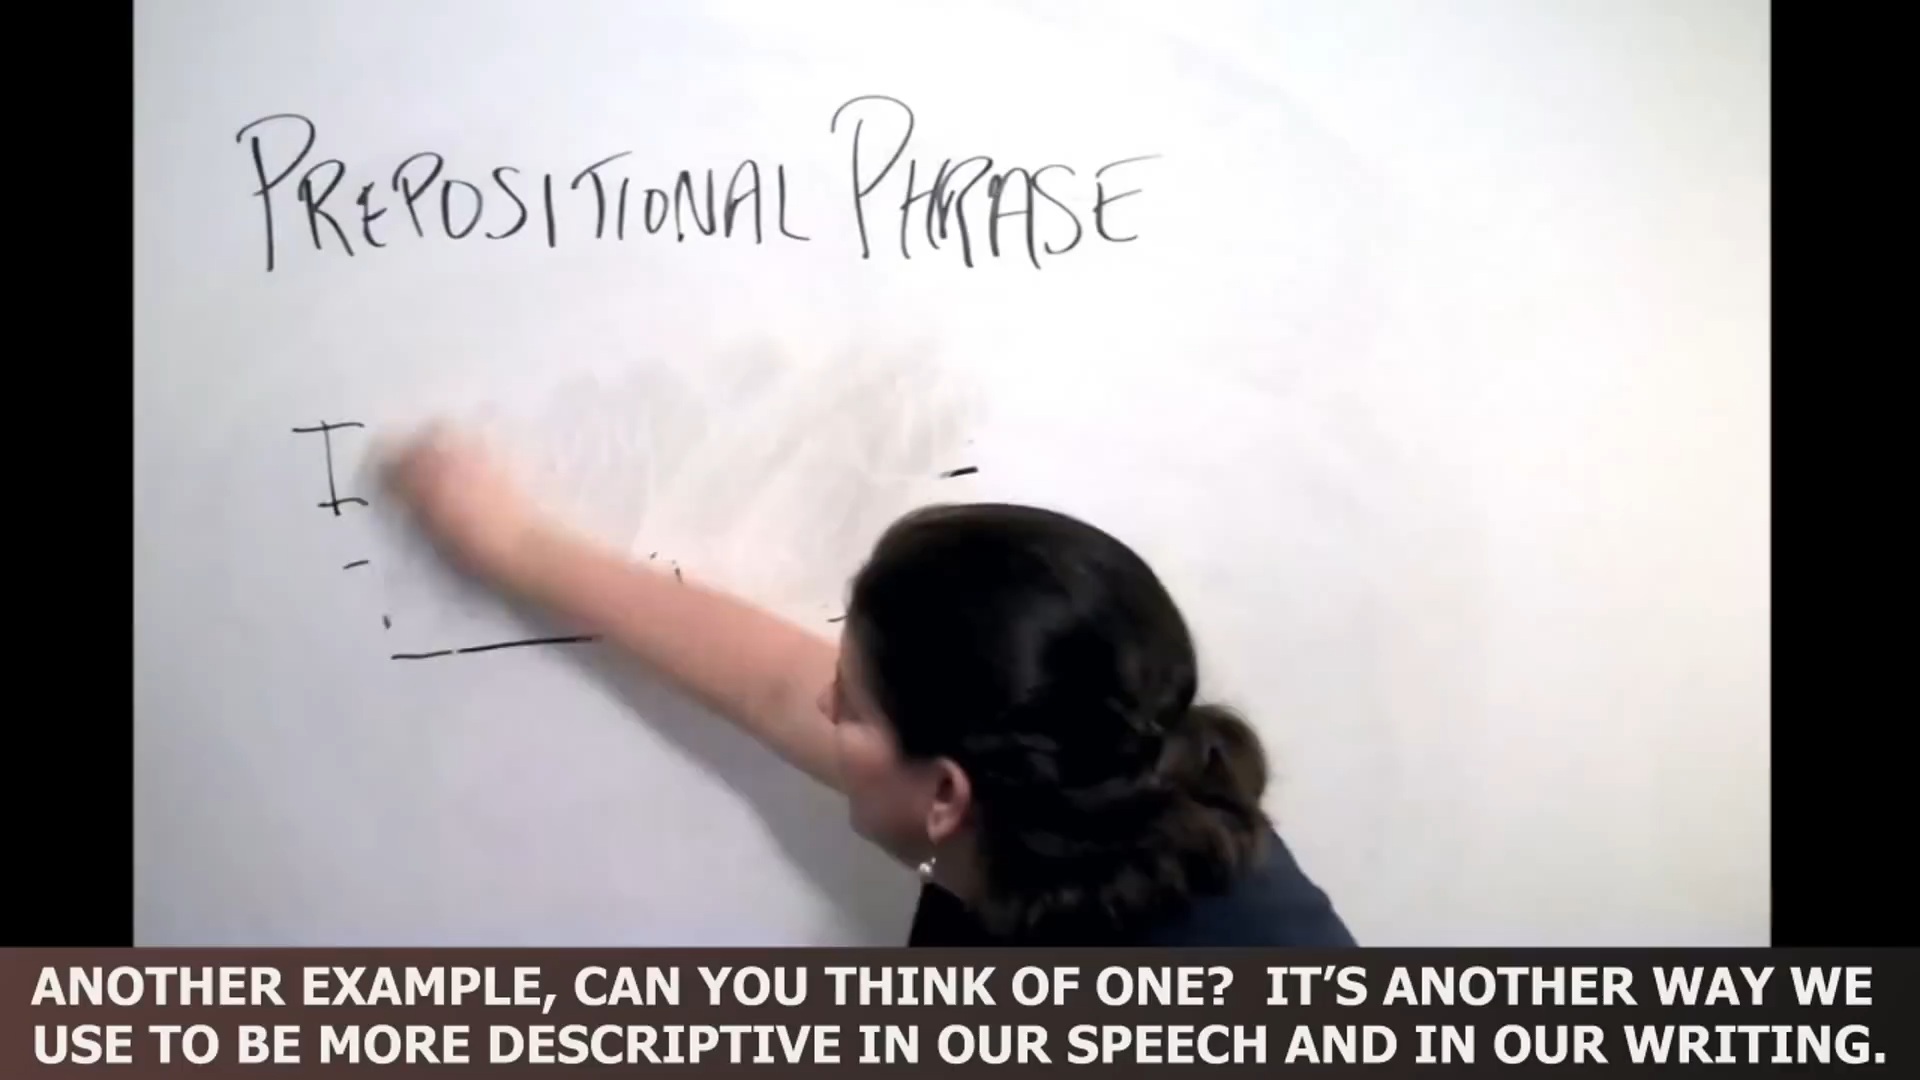 PREPOSITIONAL PHRASE
I
ANOTHER EXAMPLE, CAN YOU THINK OF ONE? IT'S ANOTHER WAY WE
USE TO BE MORE DESCRIPTIVE IN OUR SPEECH AND IN OUR WRITING.